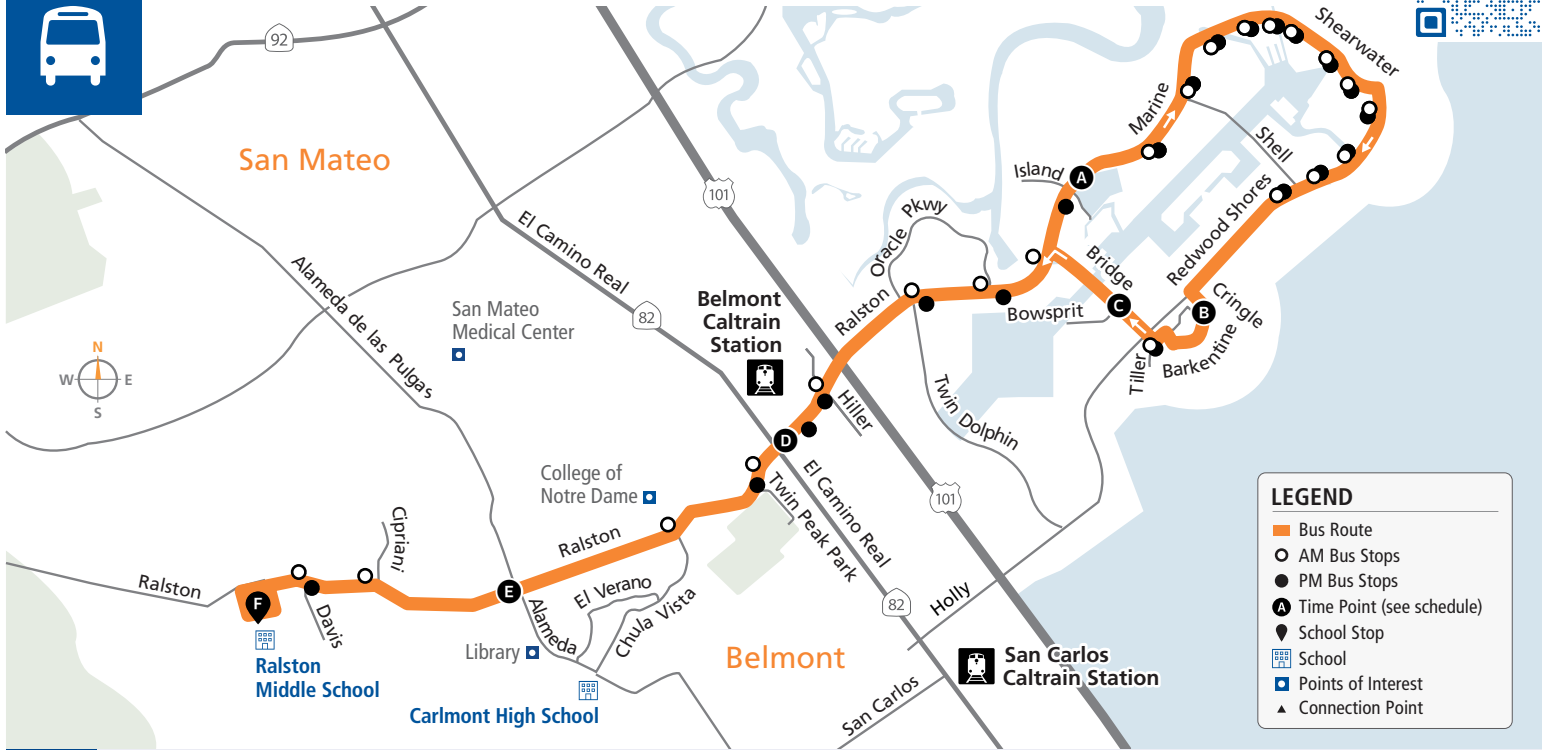 92
Shearwater
Marine
San Mateo
Shell
101
Island
A
Oracle Pkwy
Redwood Shores
El Camino Real
Bridge
Alameda de las Pulgas
Ralston
Cringle
Belmont
Caltrain
Station
San Mateo
Medical Center
82
Bowsprit
C
B
Barkentine
Tiller
N
W
E
S
Hiller
Twin Dolphin
D
El Camino Real
College of
Notre Dame
Twin Peak Park
101
Cipriani
Ralston
Ralston
E
El Verano
F
Davis
Alameda
Chula Vista
82
Holly
Library
Belmont
Ralston
Middle School
San Carlos
Caltrain Station
Carlmont High School
San Carlos
LEGEND
Bus Route
AM Bus Stops
PM Bus Stops
A Time Point (see schedule)
School Stop
School
Points of Interest
Connection Point